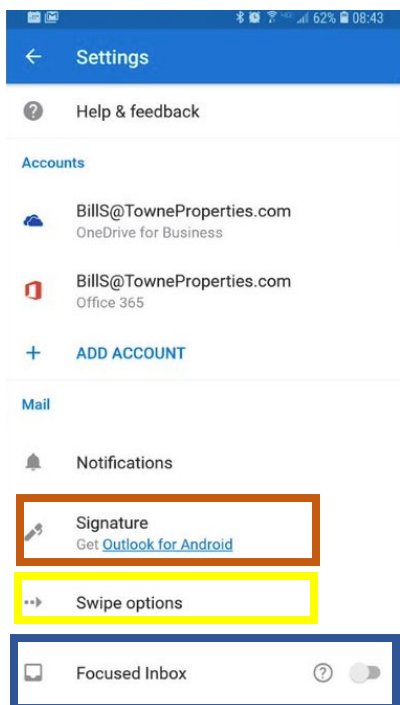 62% 08:43
Settings
Help & feedback
Accounts
BillS@TowneProperties.com
OneDrive for Business
BillS@TowneProperties.com
Office 365
+ ADD ACCOUNT
Mail
Notifications
Signature
Get Outlook for Android
Swipe options
Focused Inbox